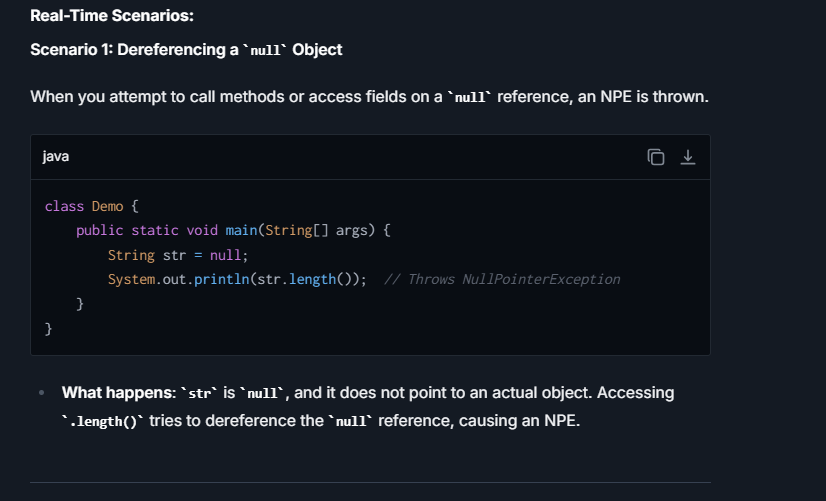 Real-Time Scenarios:
Scenario 1: Dereferencing a `null` Object
When you attempt to call methods or access fields on a `null` reference, an NPE is thrown.
java
class Demo {
    public static void main(String[] args) {
        String str = null;
        System.out.println(str.length());  // Throws NullPointerException
    }
}
• What happens: `str` is `null`, and it does not point to an actual object. Accessing
`.length()` tries to dereference the `null` reference, causing an NPE.